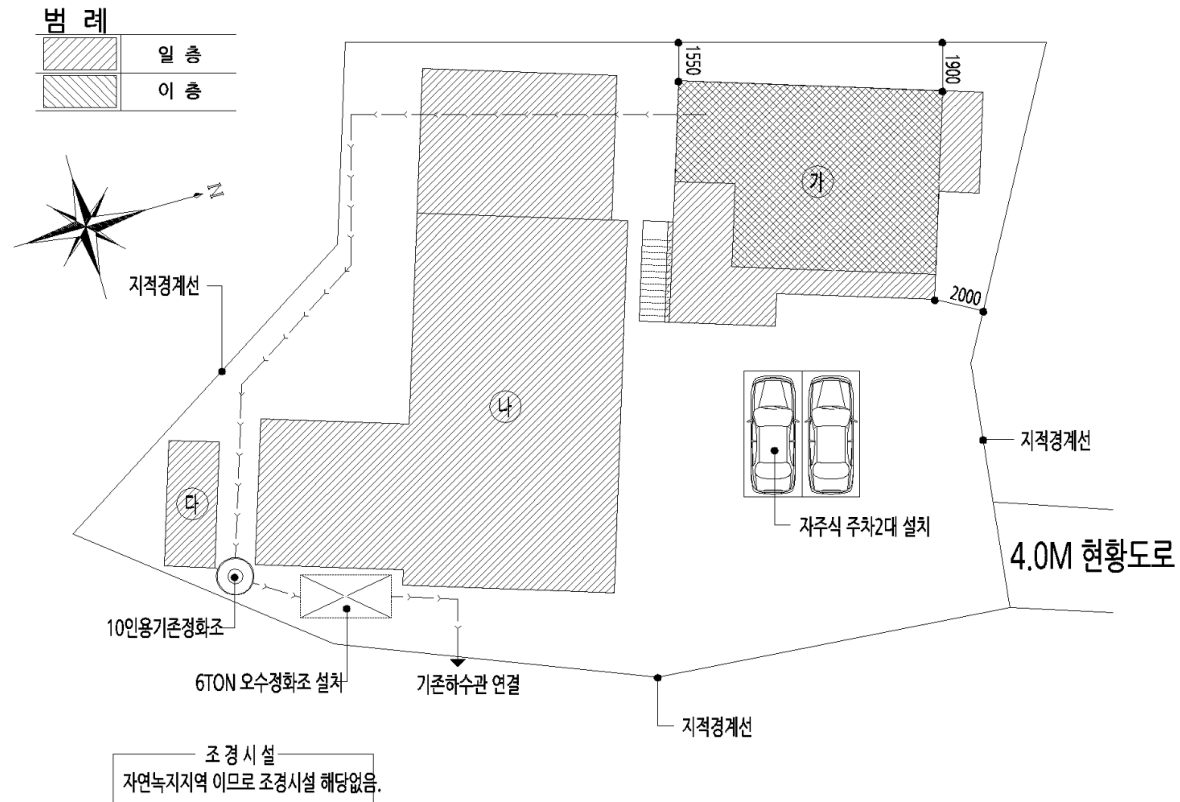 범 례
일 층
이 층
1550
1900
N
가
지적경계선
2000
나
지적경계선
다
자주식 주차2대 설치
4.0M 현황도로
10인용기존정화조
6TON 오수정화조 설치
기존하수관 연결
지적경계선
조 경 시 설
자연녹지지역 이므로 조경시설 해당없음.